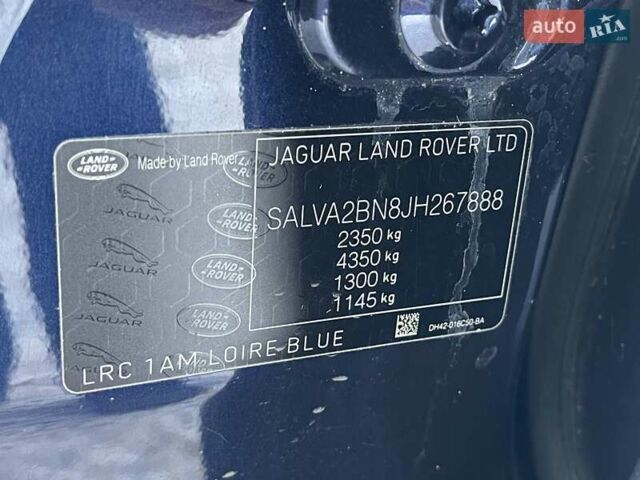 auto RIA
.com
LAND-
-ROVER
Made by Land Rover
JAGUAR LAND ROVER LTD
JAGUAR
SALVA2BN8JH267888
LAND-
-ROVER
2350 kg
JAGUAR
4350 kg
LAND-
-ROVER
1300 kg
JAGUAR
1145 kg
LAND-
-ROVER
DH42-016C50-BA
LRC 1AM LOIRE BLUE